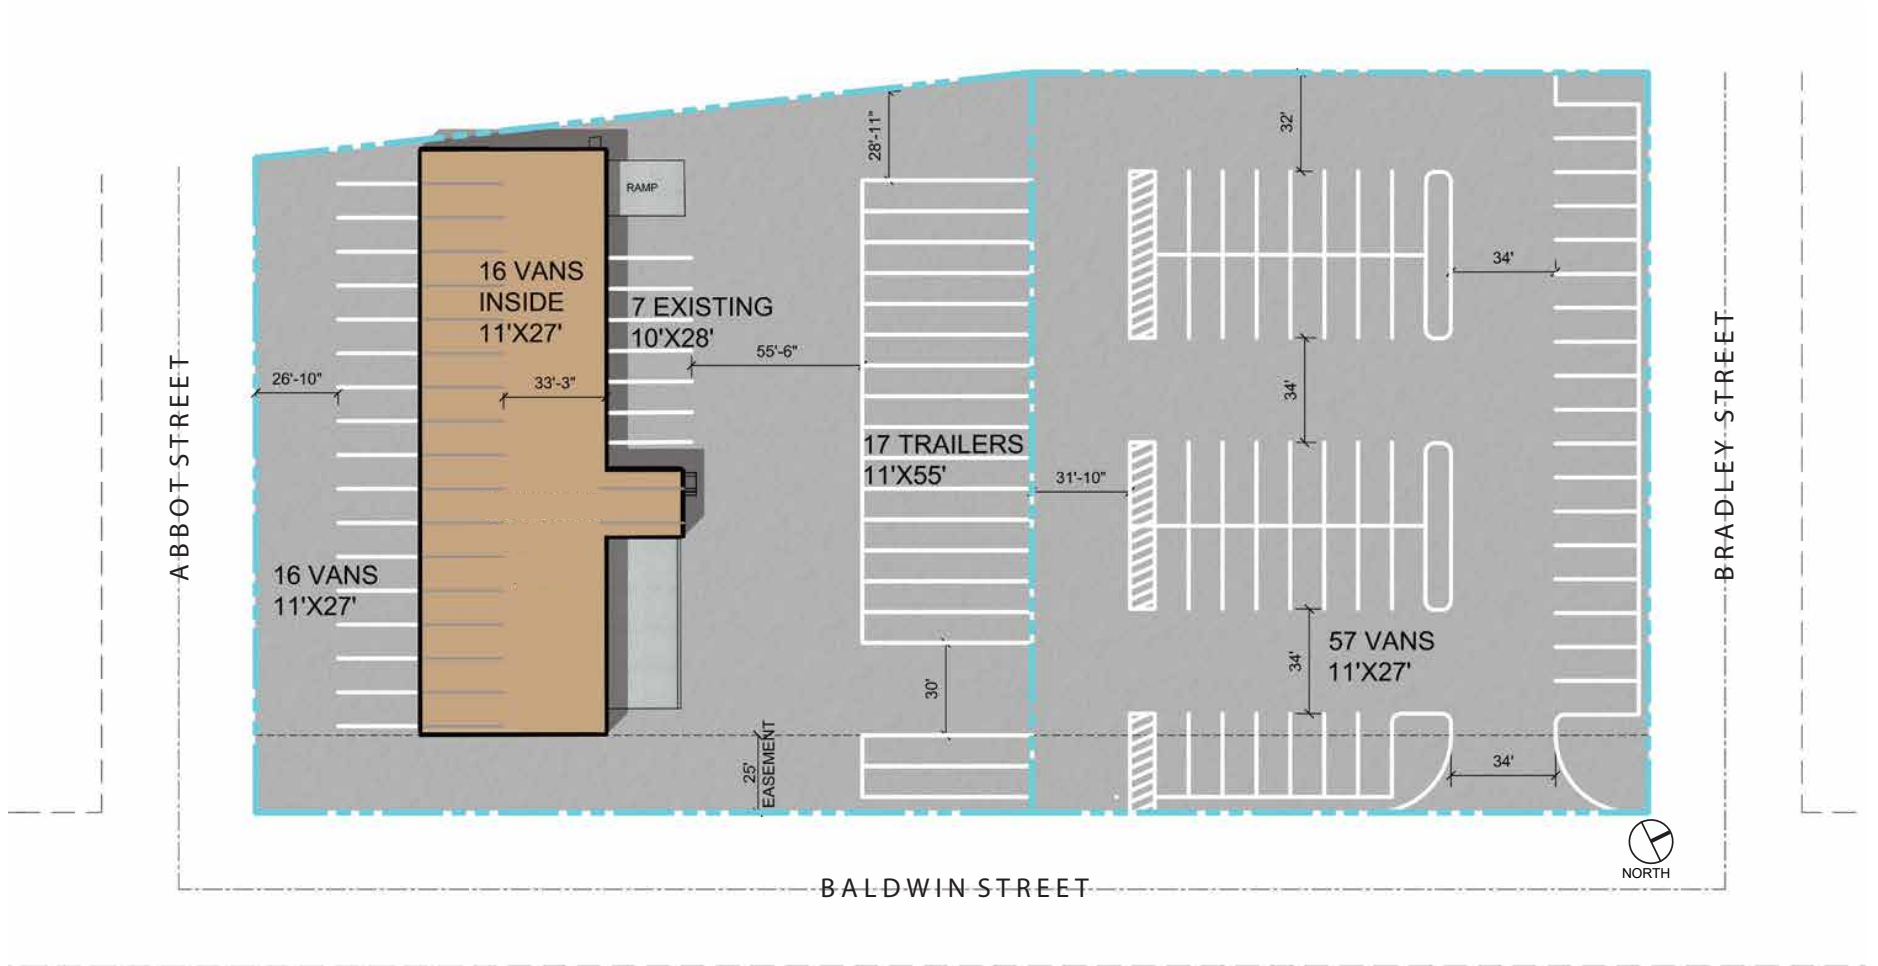 32'
28'-11"
RAMP
34'
16 VANS
INSIDE
11'X27'
7 EXISTING
10'X28'
55'-6"
26'-10"
33'-3"
34'
ABBOT STREET
BRADLEY STREET
17 TRAILERS
11'X55'
31'-10"
16 VANS
11'X27'
57 VANS
11'X27'
34'
30'
25'
EASEMENT
34'
NORTH
BALDWIN STREET